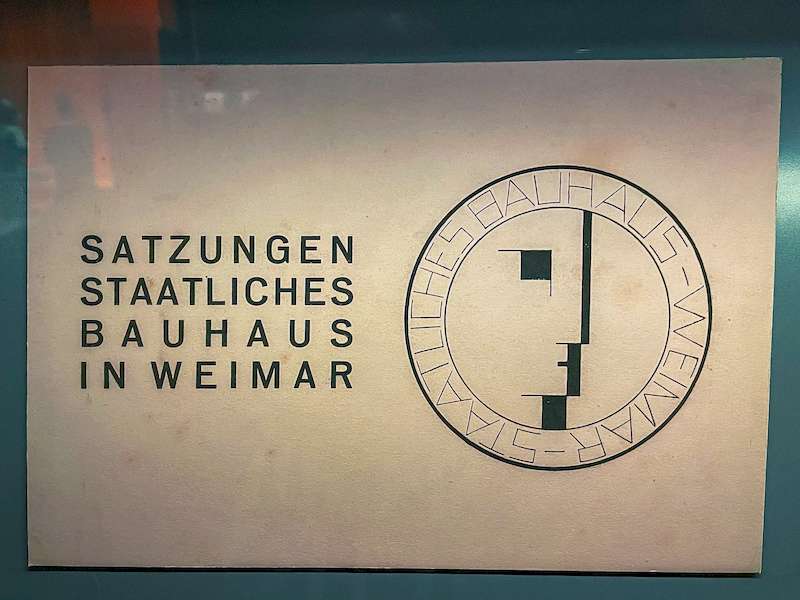 SATZUNGEN
STAATLICHES
BAUHAUS
IN WEIMAR
STAATLICHES BAUHAUS-WEIMAR-